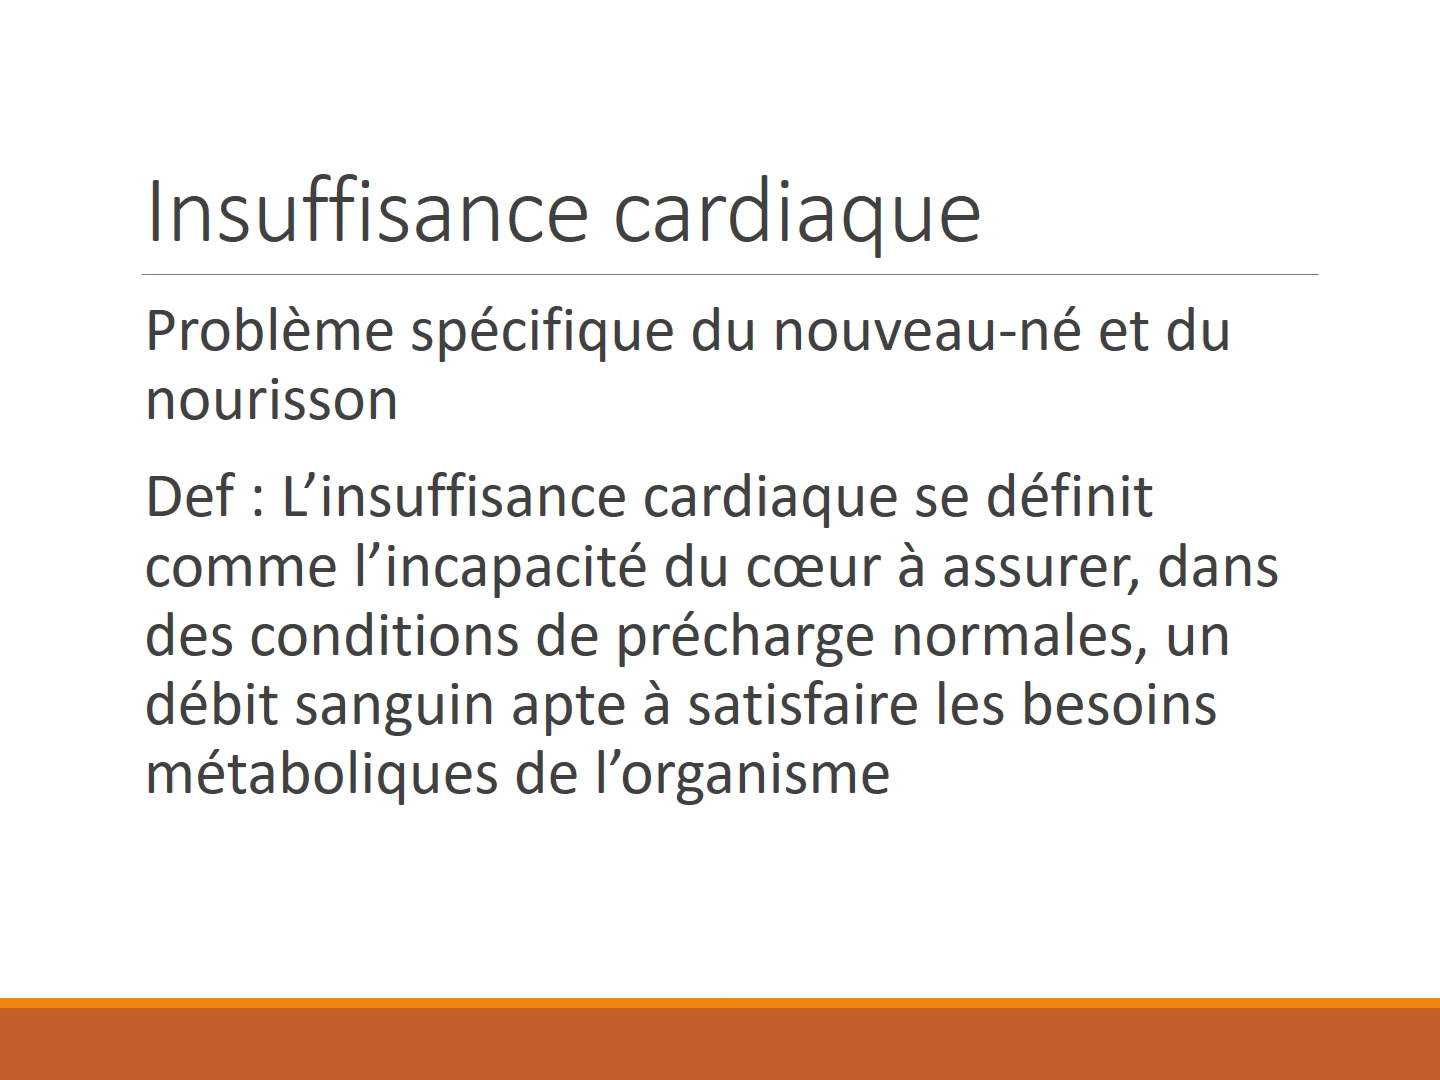 Insuffisance cardiaque
Problème spécifique du nouveau-né et du
nourisson
Def : L’insuffisance cardiaque se définit
comme l’incapacité du cœur à assurer, dans
des conditions de précharge normales, un
débit sanguin apte à satisfaire les besoins
métaboliques de l’organisme